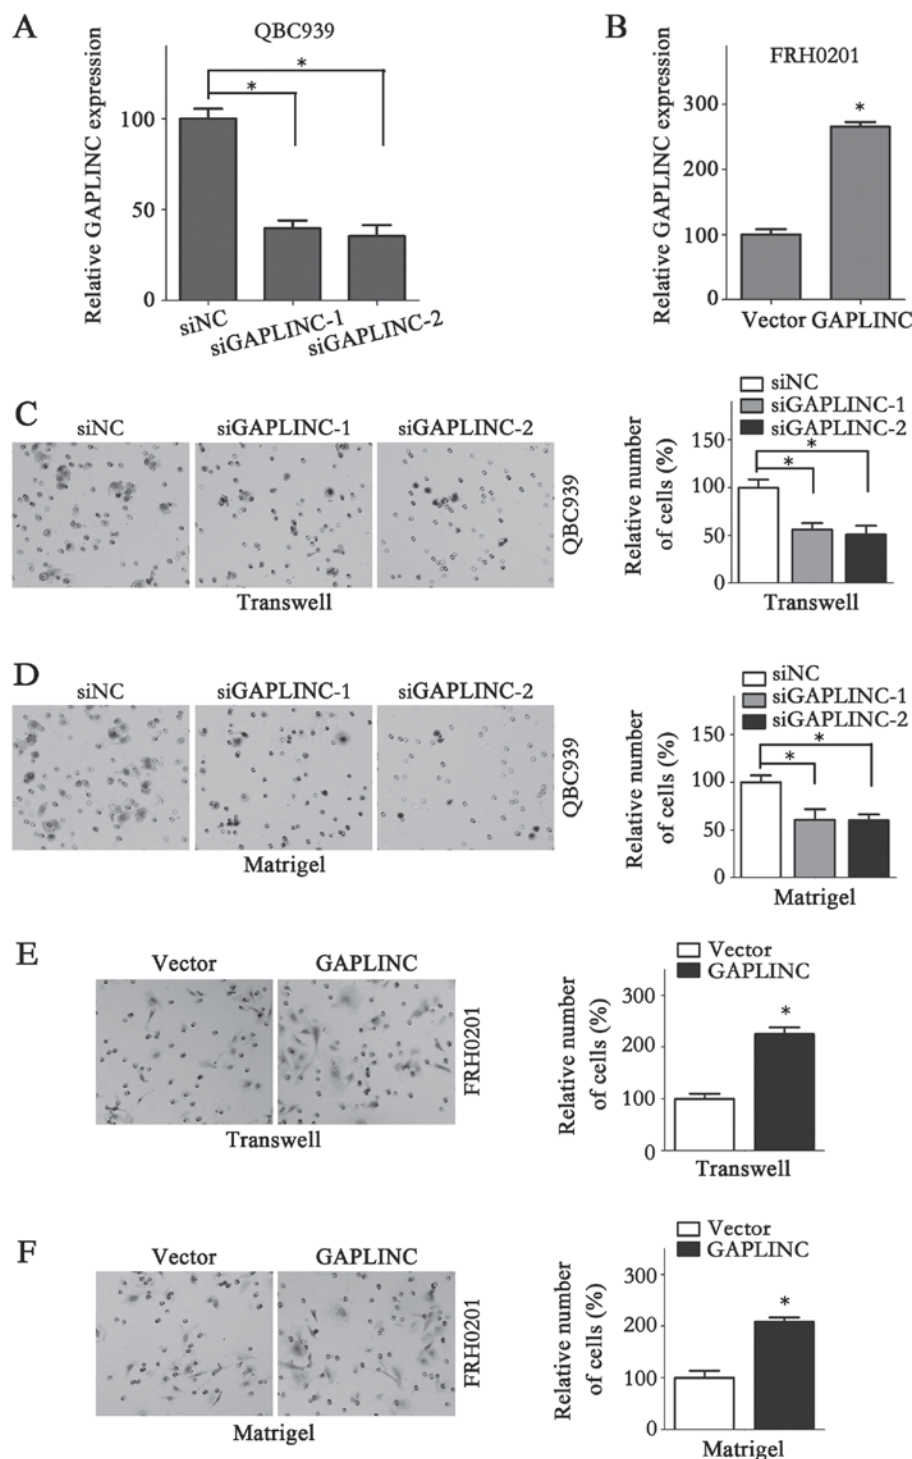 A
QBC939
Relative GAPLINC expression
100
50
0
*
*
siNC
siGAPLINC-1
siGAPLINC-2
B
FRH0201
Relative GAPLINC expression
300
200
100
0
*
Vector GAPLINC
C
siNC siGAPLINC-1 siGAPLINC-2
QBC939
Transwell
siNC
siGAPLINC-1
siGAPLINC-2
Relative number
of cells (%)
150
100
50
0
*
*
Transwell
D
siNC siGAPLINC-1 siGAPLINC-2
QBC939
Matrigel
siNC
siGAPLINC-1
siGAPLINC-2
Relative number
of cells (%)
150
100
50
0
*
*
Matrigel
E
Vector GAPLINC
FRH0201
Transwell
Vector
GAPLINC
Relative number
of cells (%)
300
200
100
0
*
Transwell
F
Vector GAPLINC
FRH0201
Matrigel
Vector
GAPLINC
Relative number
of cells (%)
300
200
100
0
*
Matrigel